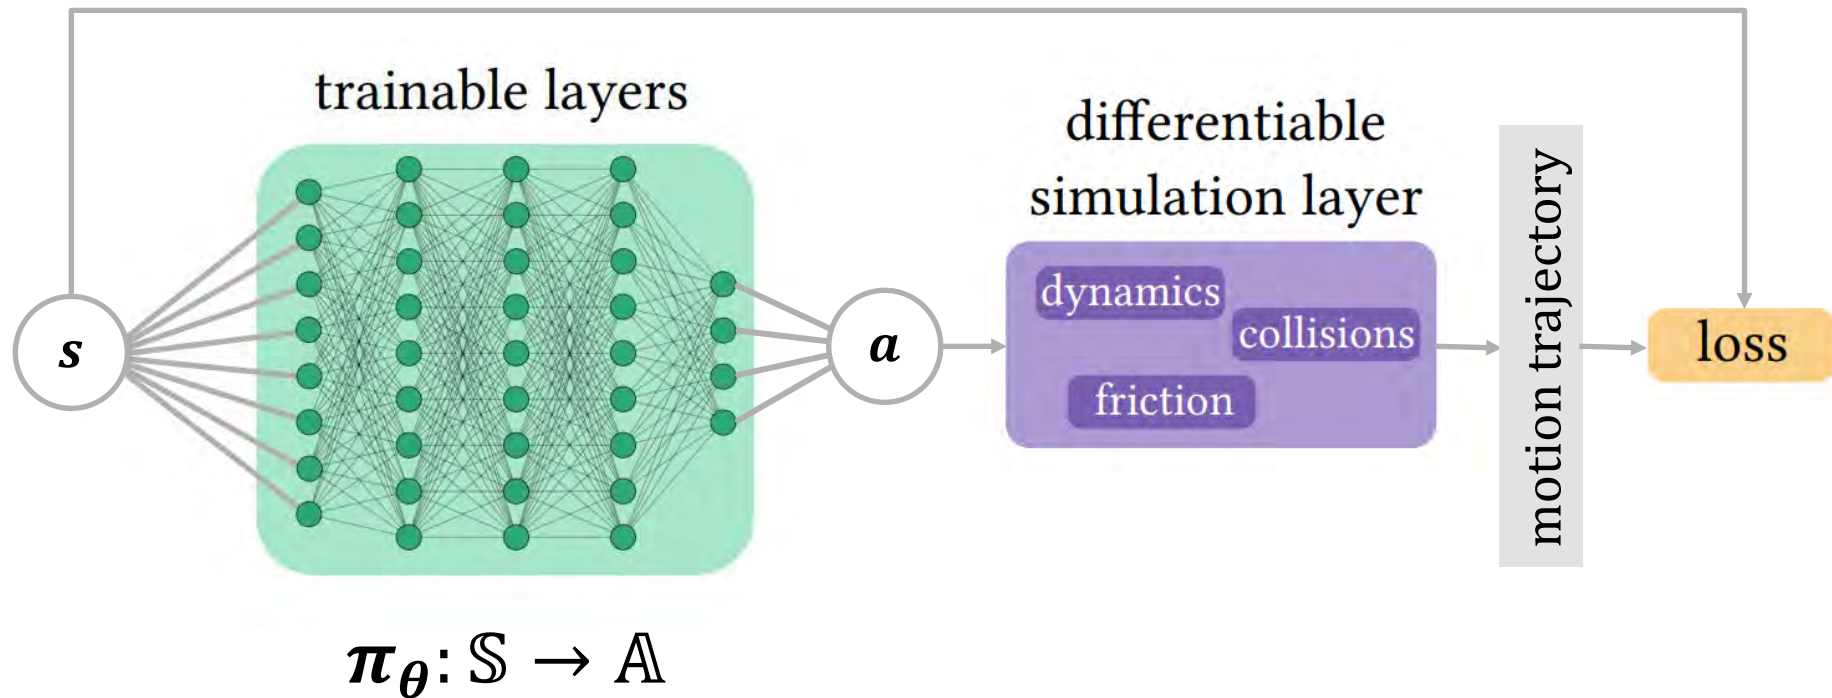 trainable layers
differentiable
simulation layer
s
a
dynamics
collisions
friction
motion trajectory
loss
π_θ: 𝕊 → 𝔸